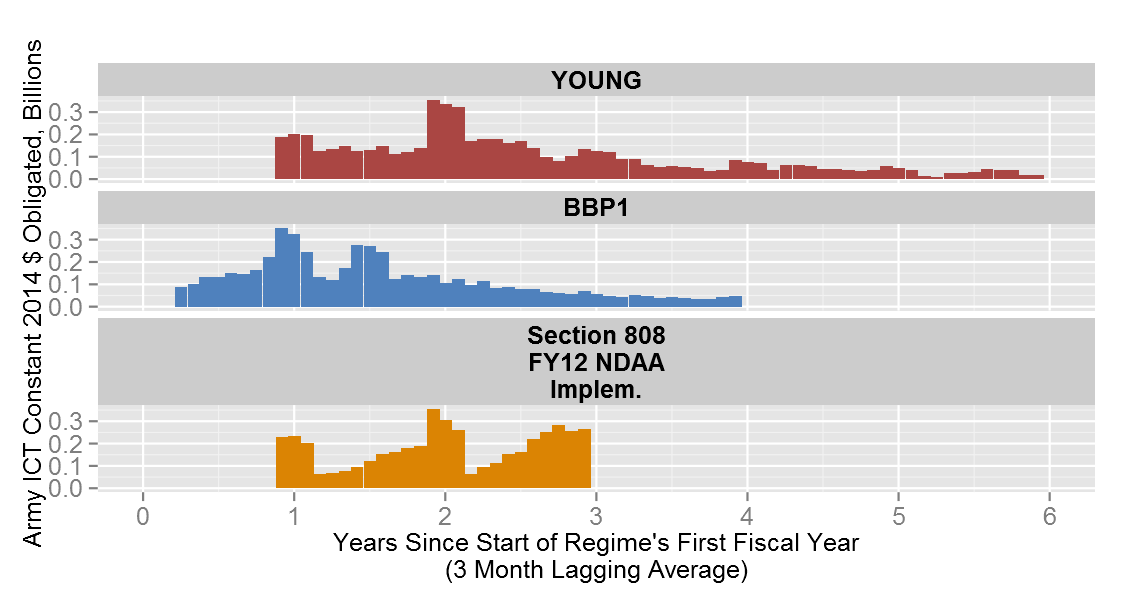 Army ICT Constant 2014 $ Obligated, Billions
YOUNG
0.3
0.2
0.1
0.0
BBP1
0.3
0.2
0.1
0.0
Section 808
FY12 NDAA
Implem.
0.3
0.2
0.1
0.0
0 1 2 3 4 5 6
Years Since Start of Regime's First Fiscal Year
(3 Month Lagging Average)